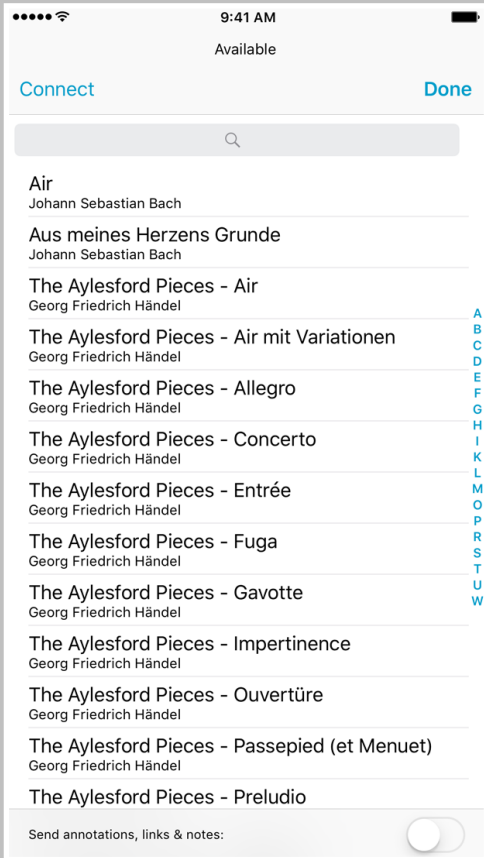 9:41 AM
Available
Connect
Done
Air
Johann Sebastian Bach
Aus meines Herzens Grunde
Johann Sebastian Bach
The Aylesford Pieces - Air
Georg Friedrich Händel
The Aylesford Pieces - Air mit Variationen
Georg Friedrich Händel
The Aylesford Pieces - Allegro
Georg Friedrich Händel
The Aylesford Pieces - Concerto
Georg Friedrich Händel
The Aylesford Pieces - Entrée
Georg Friedrich Händel
The Aylesford Pieces - Fuga
Georg Friedrich Händel
The Aylesford Pieces - Gavotte
Georg Friedrich Händel
The Aylesford Pieces - Impertinence
Georg Friedrich Händel
The Aylesford Pieces - Ouvertüre
Georg Friedrich Händel
The Aylesford Pieces - Passepied (et Menuet)
Georg Friedrich Händel
The Aylesford Pieces - Preludio
A
B
C
D
E
F
G
H
I
K
L
M
O
P
R
S
T
U
W
Send annotations, links & notes: